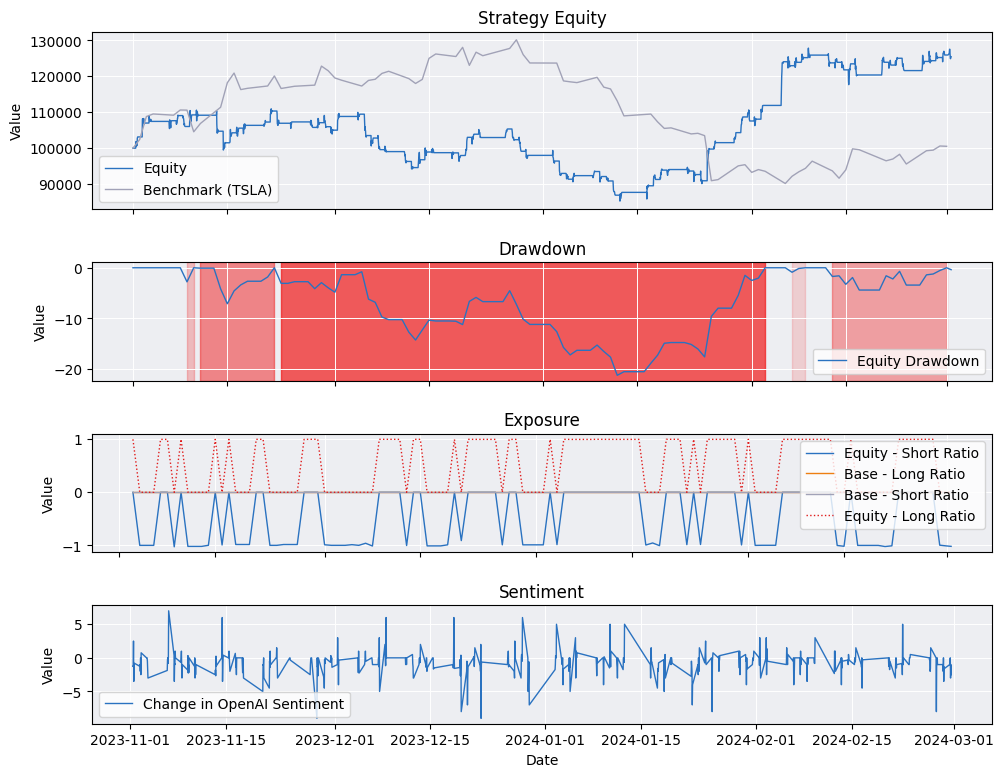 Strategy Equity
130000
120000
110000
100000
90000
Value
Equity
Benchmark (TSLA)
Drawdown
0
−10
−20
Value
Equity Drawdown
Exposure
1
0
−1
Value
Equity - Short Ratio
Base - Long Ratio
Base - Short Ratio
Equity - Long Ratio
Sentiment
5
0
−5
Value
Change in OpenAI Sentiment
2023-11-01 2023-11-15 2023-12-01 2023-12-15 2024-01-01 2024-01-15 2024-02-01 2024-02-15 2024-03-01
Date